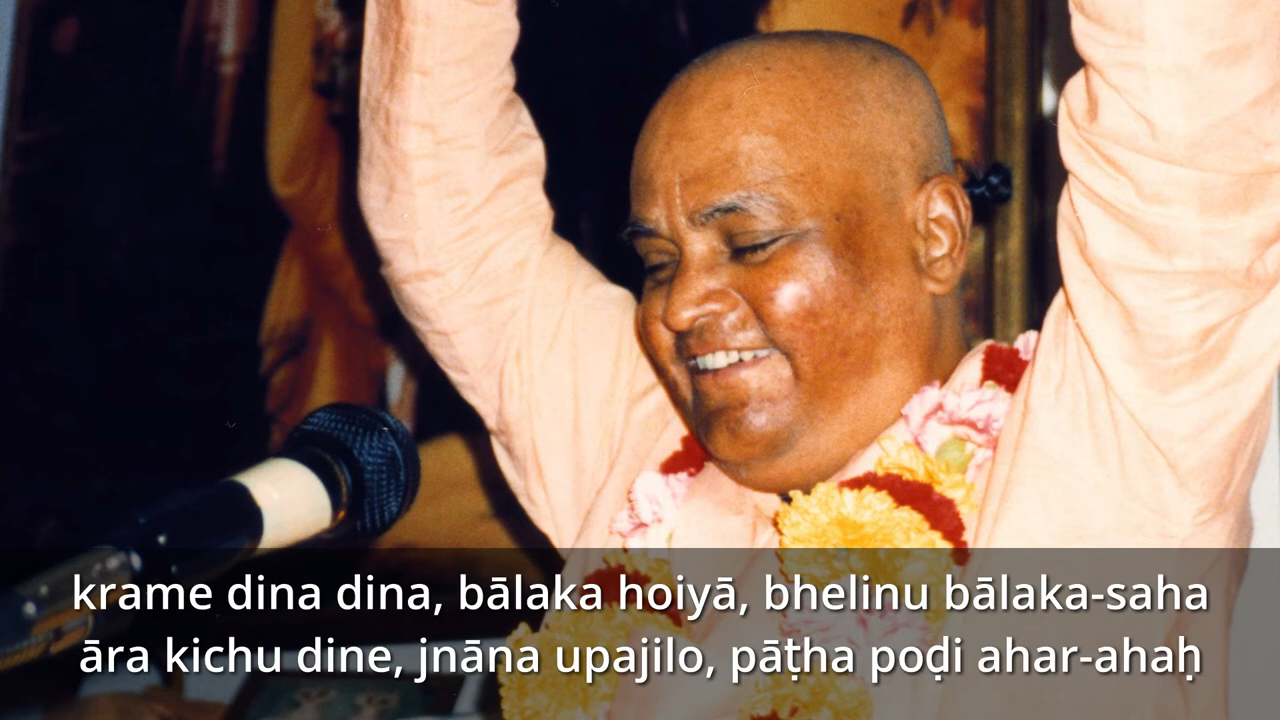 krame dina dina, bālaka hoiyā, bhelinu bālaka-saha
āra kichu dine, jnāna upajilo, pāṭha poḍi ahar-ahaḥ